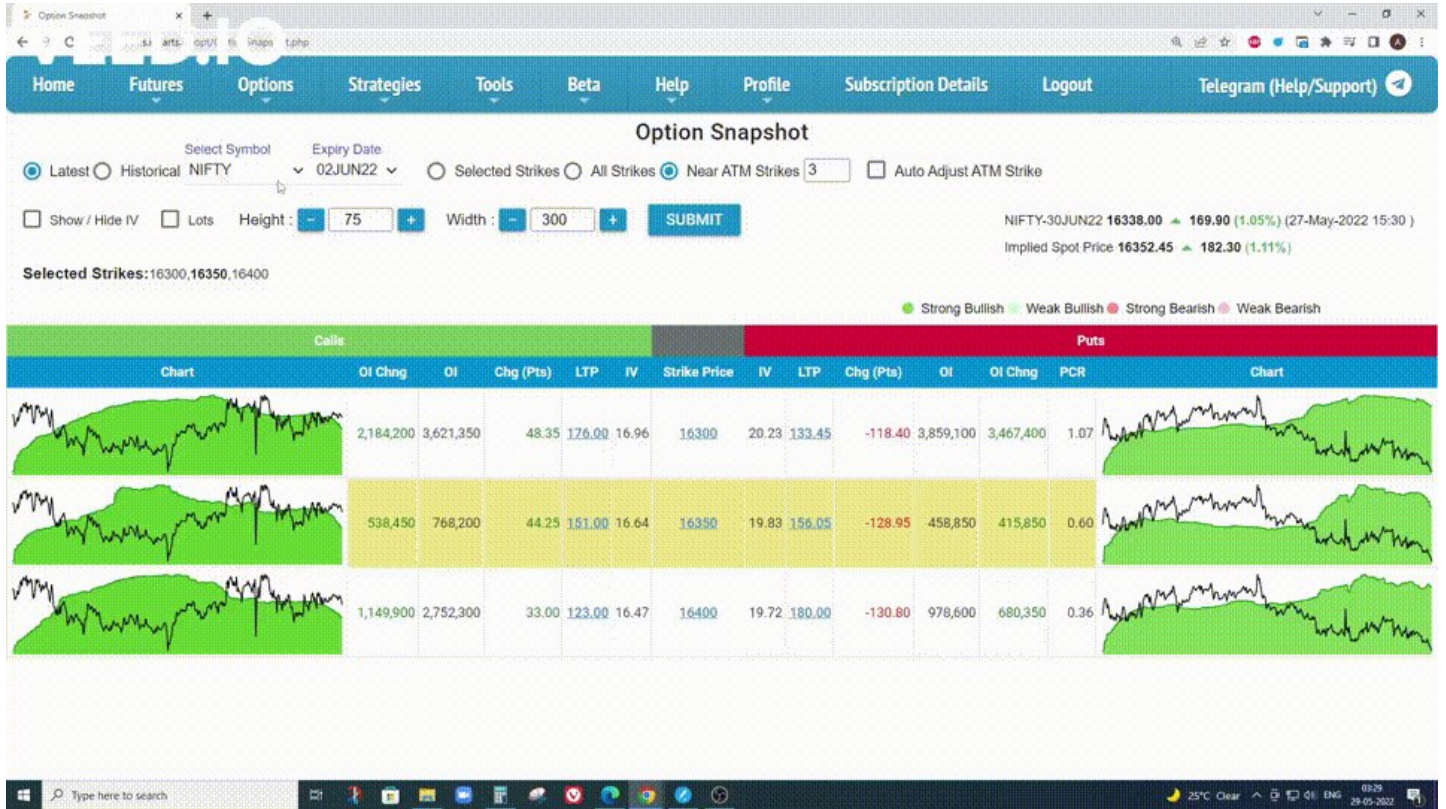 Option Snapshot
VEED.IO
Home Futures Options Strategies Tools Beta Help Profile Subscription Details Logout Telegram (Help/Support)
Option Snapshot
Select Symbol Expiry Date
Latest Historical NIFTY 02JUN22 Selected Strikes All Strikes Near ATM Strikes 3 Auto Adjust ATM Strike
Show / Hide IV Lots Height : - 75 + Width : - 300 + SUBMIT
NIFTY-30JUN22 16338.00 ▲ 169.90 (1.05%) (27-May-2022 15:30 )
Implied Spot Price 16352.45 ▲ 182.30 (1.11%)
Selected Strikes:16300,16350,16400
Strong Bullish Weak Bullish Strong Bearish Weak Bearish
Calls Puts
Chart OI Chng OI Chg (Pts) LTP IV Strike Price IV LTP Chg (Pts) OI OI Chng PCR Chart
2,184,200 3,621,350 48.35 176.00 16.96 16300 20.23 133.45 -118.40 3,859,100 3,467,400 1.07
538,450 768,200 44.25 151.00 16.64 16350 19.83 156.05 -128.95 458,850 415,850 0.60
1,149,900 2,752,300 33.00 123.00 16.47 16400 19.72 180.00 -130.80 978,600 680,350 0.36
Type here to search
25°C Clear ENG 03:29
29-05-2022